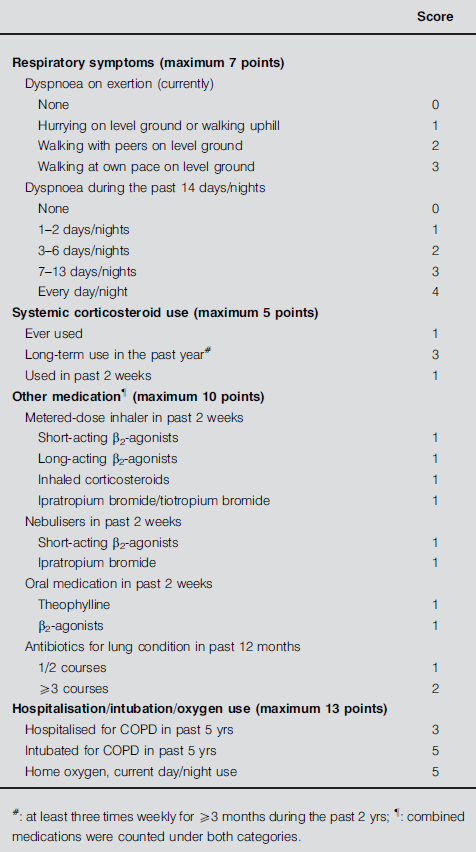 Score
Respiratory symptoms (maximum 7 points)
Dyspnoea on exertion (currently)
None 0
Hurrying on level ground or walking uphill 1
Walking with peers on level ground 2
Walking at own pace on level ground 3
Dyspnoea during the past 14 days/nights
None 0
1–2 days/nights 1
3–6 days/nights 2
7–13 days/nights 3
Every day/night 4
Systemic corticosteroid use (maximum 5 points)
Ever used 1
Long-term use in the past year# 3
Used in past 2 weeks 1
Other medication¶ (maximum 10 points)
Metered-dose inhaler in past 2 weeks
Short-acting β2-agonists 1
Long-acting β2-agonists 1
Inhaled corticosteroids 1
Ipratropium bromide/tiotropium bromide 1
Nebulisers in past 2 weeks
Short-acting β2-agonists 1
Ipratropium bromide 1
Oral medication in past 2 weeks
Theophylline 1
β2-agonists 1
Antibiotics for lung condition in past 12 months
1/2 courses 1
⩾3 courses 2
Hospitalisation/intubation/oxygen use (maximum 13 points)
Hospitalised for COPD in past 5 yrs 3
Intubated for COPD in past 5 yrs 5
Home oxygen, current day/night use 5
#: at least three times weekly for ⩾3 months during the past 2 yrs; ¶: combined
medications were counted under both categories.